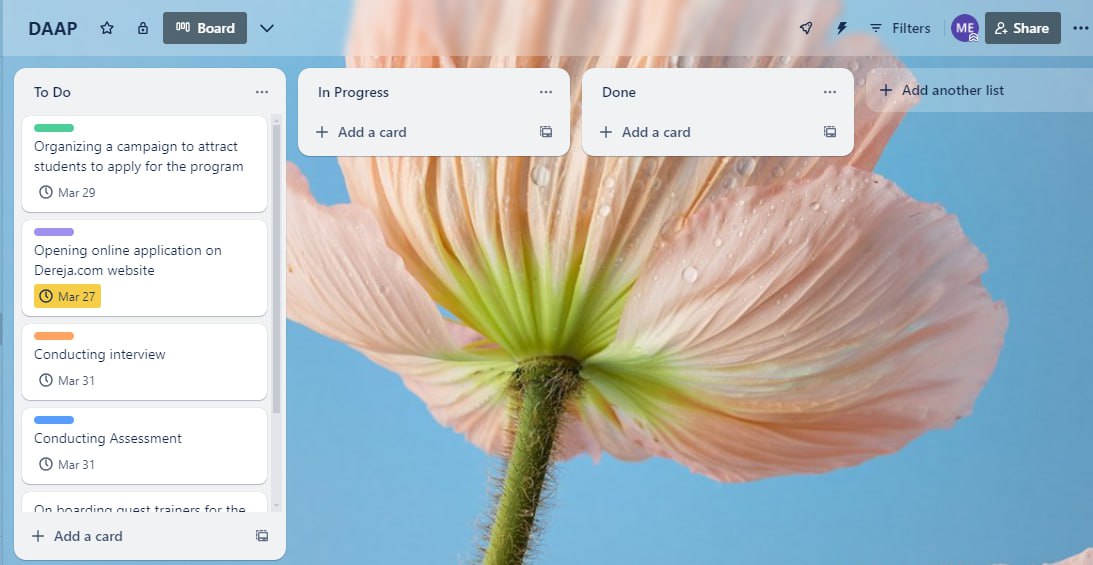 DAAP
Board
Filters
ME
Share
To Do
Organizing a campaign to attract
students to apply for the program
Mar 29
Opening online application on
Dereja.com website
Mar 27
Conducting interview
Mar 31
Conducting Assessment
Mar 31
On boarding guest trainers for the
Add a card
In Progress
Add a card
Done
Add a card
Add another list